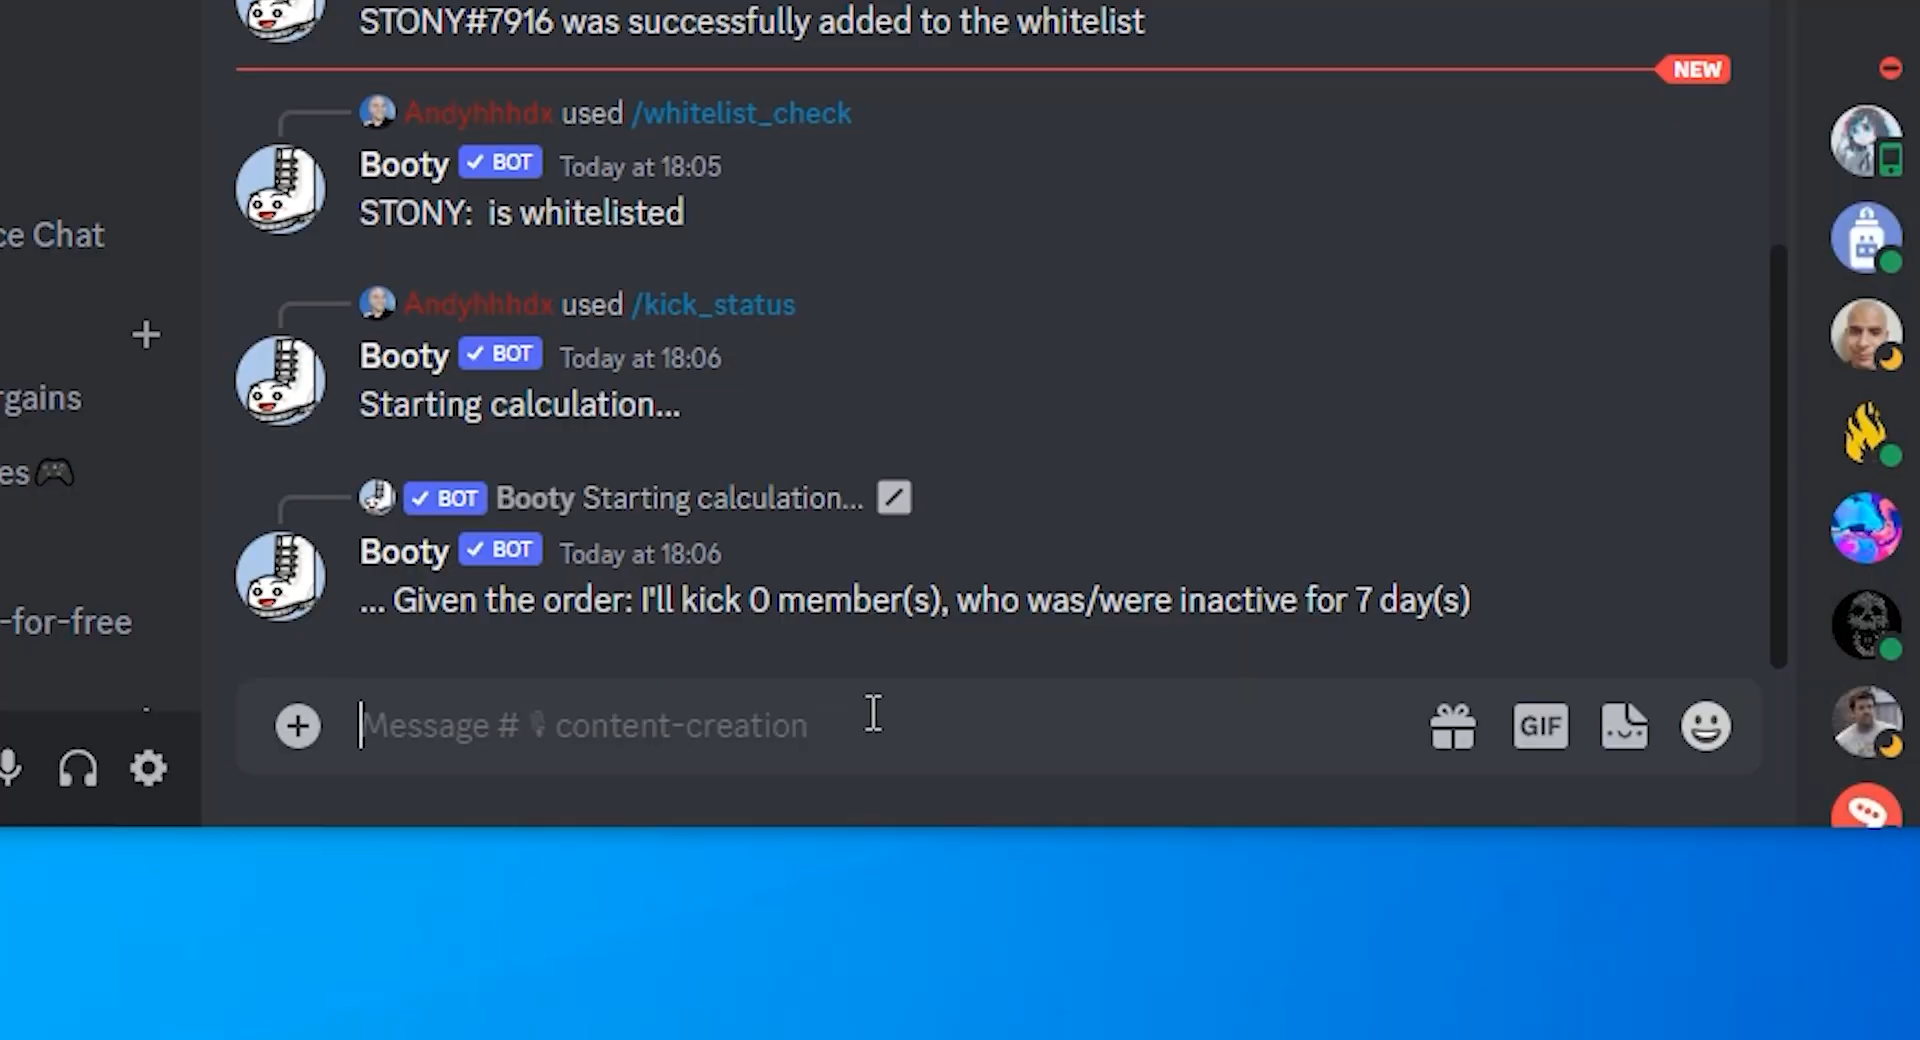 STONY#7916 was successfully added to the whitelist
NEW
Andyhhhdx used /whitelist_check
Booty ✓ BOT Today at 18:05
STONY: is whitelisted
ce Chat
Andyhhhdx used /kick_status
Booty ✓ BOT Today at 18:06
rgains
Starting calculation...
es
✓ BOT Booty Starting calculation...
Booty ✓ BOT Today at 18:06
... Given the order: I'll kick 0 member(s), who was/were inactive for 7 day(s)
-for-free
Message # content-creation
GIF